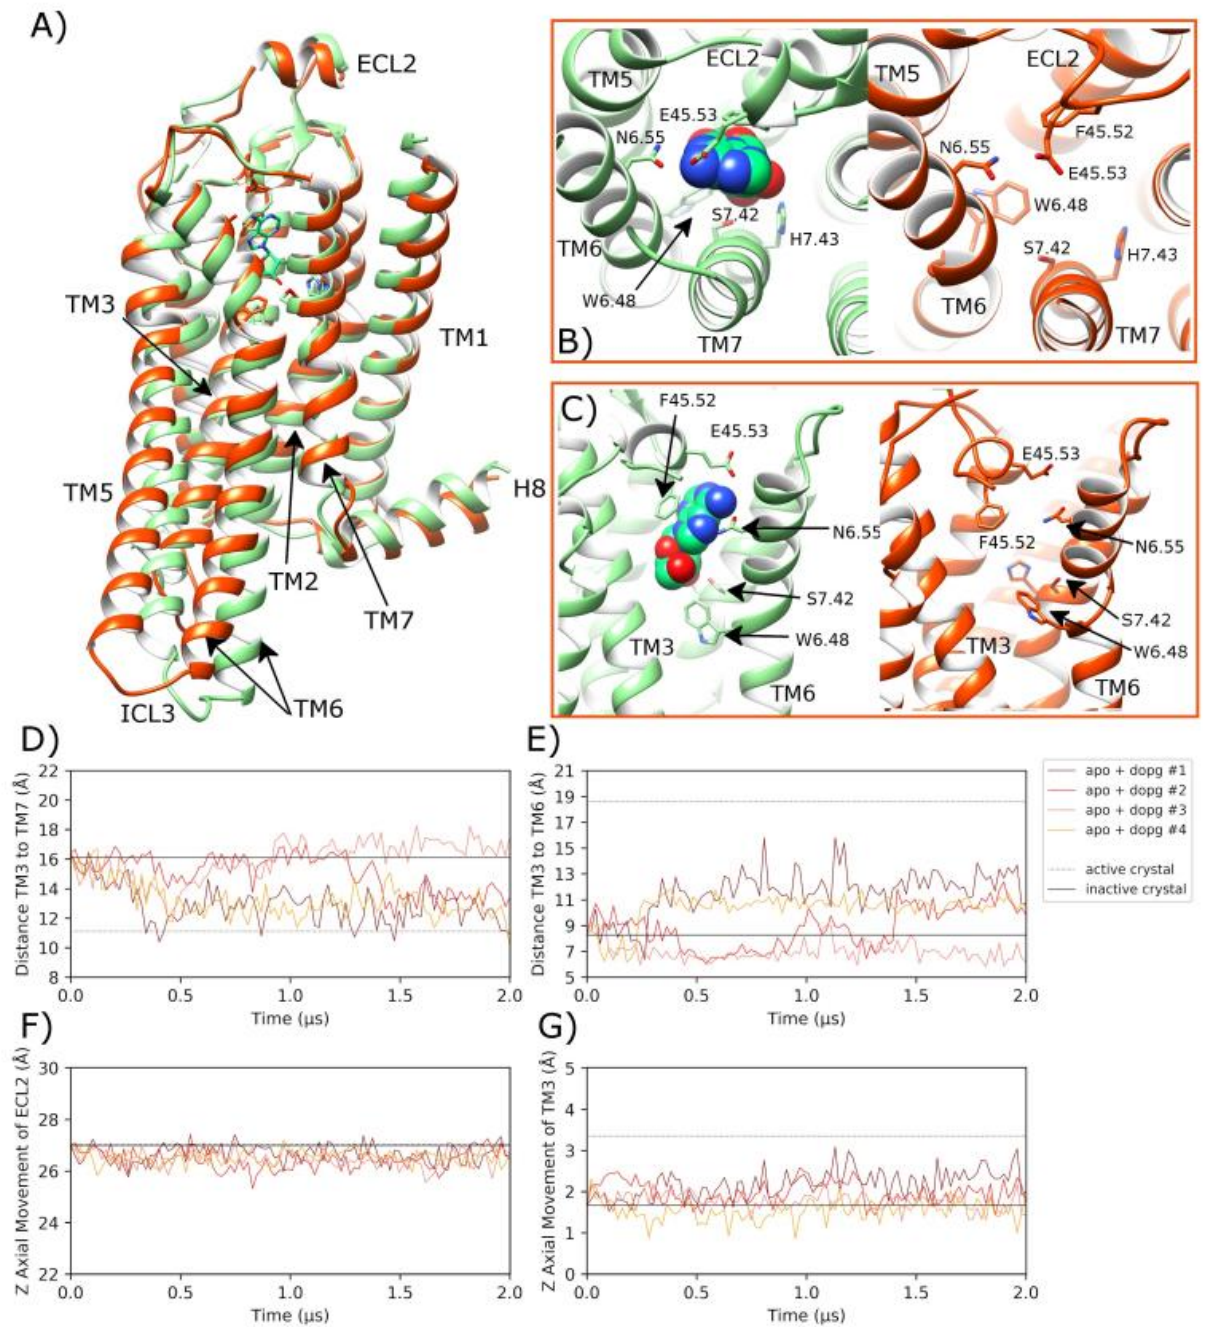 A)
ECL2
TM3
TM1
TM5
H8
TM2
TM7
ICL3
TM6
B)
TM5
ECL2
E45.53
N6.55
S7.42
TM6
H7.43
W6.48
TM7
TM5
ECL2
F45.52
N6.55
E45.53
W6.48
S7.42
H7.43
TM6
TM7
C)
F45.52
E45.53
N6.55
S7.42
W6.48
TM3
TM6
E45.53
F45.52
N6.55
S7.42
W6.48
TM3
TM6
D)
Distance TM3 to TM7 (Å)
22
20
18
16
14
12
10
8
0.0 0.5 1.0 1.5 2.0
Time (μs)
E)
Distance TM3 to TM6 (Å)
21
19
17
15
13
11
9
7
5
0.0 0.5 1.0 1.5 2.0
Time (μs)
apo + dopg #1
apo + dopg #2
apo + dopg #3
apo + dopg #4
active crystal
inactive crystal
F)
Z Axial Movement of ECL2 (Å)
30
28
26
24
22
0.0 0.5 1.0 1.5 2.0
Time (μs)
G)
Z Axial Movement of TM3 (Å)
5
4
3
2
1
0
0.0 0.5 1.0 1.5 2.0
Time (μs)